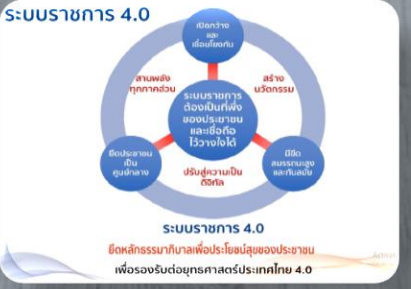 ระบบราชการ 4.0
เปิดกว้าง
และ
เชื่อมโยงกัน
สานพลัง
ทุกภาคส่วน
สร้าง
นวัตกรรม
ระบบราชการ
ต้องเป็นที่พึ่ง
ของประชาชน
และเชื่อถือ
ไว้วางใจได้
ยึดประชาชน
เป็น
ศูนย์กลาง
มีขีด
สมรรถนะสูง
และทันสมัย
ปรับสู่ความเป็น
ดิจิทัล
ระบบราชการ 4.0
ยึดหลักธรรมาภิบาลเพื่อประโยชน์สุขของประชาชน
เพื่อรองรับต่อยุทธศาสตร์ประเทศไทย 4.0